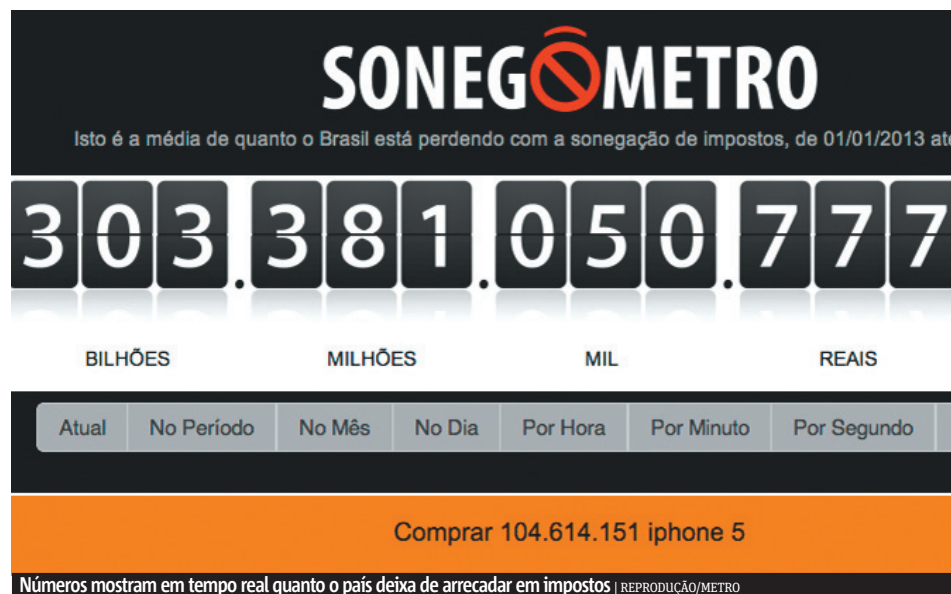 SONEGÔMETRO
Isto é a média de quanto o Brasil está perdendo com a sonegação de impostos, de 01/01/2013 até
303.381.050.777
BILHÕES MILHÕES MIL REAIS
Atual No Período No Mês No Dia Por Hora Por Minuto Por Segundo
Comprar 104.614.151 iphone 5
Números mostram em tempo real quanto o país deixa de arrecadar em impostos | REPRODUÇÃO/METRO